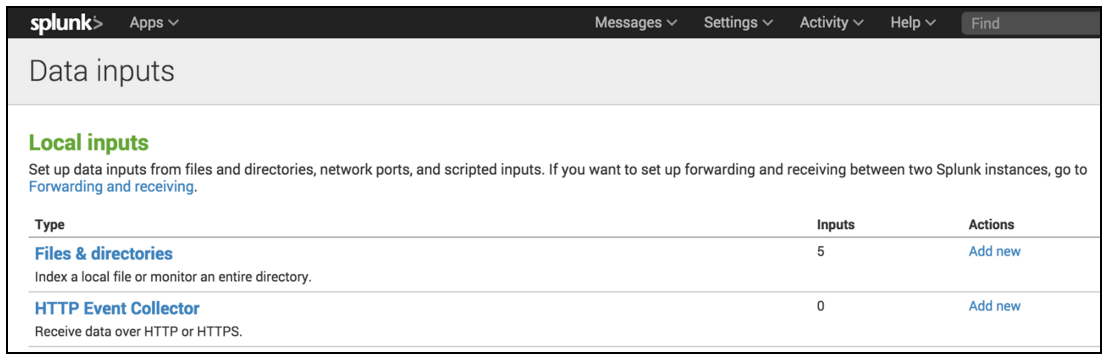 splunk> Apps Messages Settings Activity Help Find
Data inputs
Local inputs
Set up data inputs from files and directories, network ports, and scripted inputs. If you want to set up forwarding and receiving between two Splunk instances, go to
Forwarding and receiving.
Type Inputs Actions
Files & directories 5 Add new
Index a local file or monitor an entire directory.
HTTP Event Collector 0 Add new
Receive data over HTTP or HTTPS.